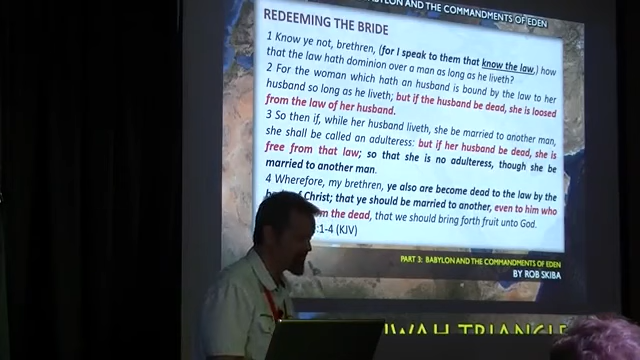 BABYLON AND THE COMMANDMENTS OF EDEN
REDEEMING THE BRIDE
1 Know ye not, brethren, (for I speak to them that know the law,) how
that the law hath dominion over a man as long as he liveth?
2 For the woman which hath an husband is bound by the law to her
husband so long as he liveth; but if the husband be dead, she is loosed
from the law of her husband.
3 So then if, while her husband liveth, she be married to another man,
she shall be called an adulteress: but if her husband be dead, she is
free from that law; so that she is no adulteress, though she be
married to another man.
4 Wherefore, my brethren, ye also are become dead to the law by the
of Christ; that ye should be married to another, even to him who
from the dead, that we should bring forth fruit unto God.
:1-4 (KJV)
PART 3: BABYLON AND THE COMMANDMENTS OF EDEN
BY ROB SKIBA
TRIANGLE